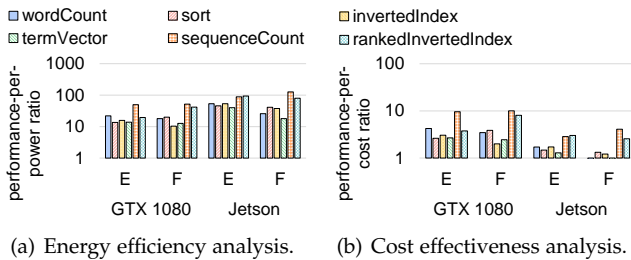 wordCount sort invertedIndex
termVector sequenceCount rankedInvertedIndex
performance-per-
power ratio
1000
100
10
1
E F E F
GTX 1080 Jetson
performance-per-
cost ratio
100
10
1
E F E F
GTX 1080 Jetson
(a) Energy efficiency analysis. (b) Cost effectiveness analysis.